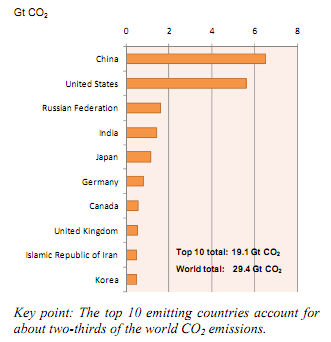 Gt CO₂
0 2 4 6 8
China
United States
Russian Federation
India
Japan
Germany
Canada
United Kingdom
Islamic Republic of Iran
Korea
Top 10 total: 19.1 Gt CO₂
World total: 29.4 Gt CO₂
Key point: The top 10 emitting countries account for
about two-thirds of the world CO₂ emissions.